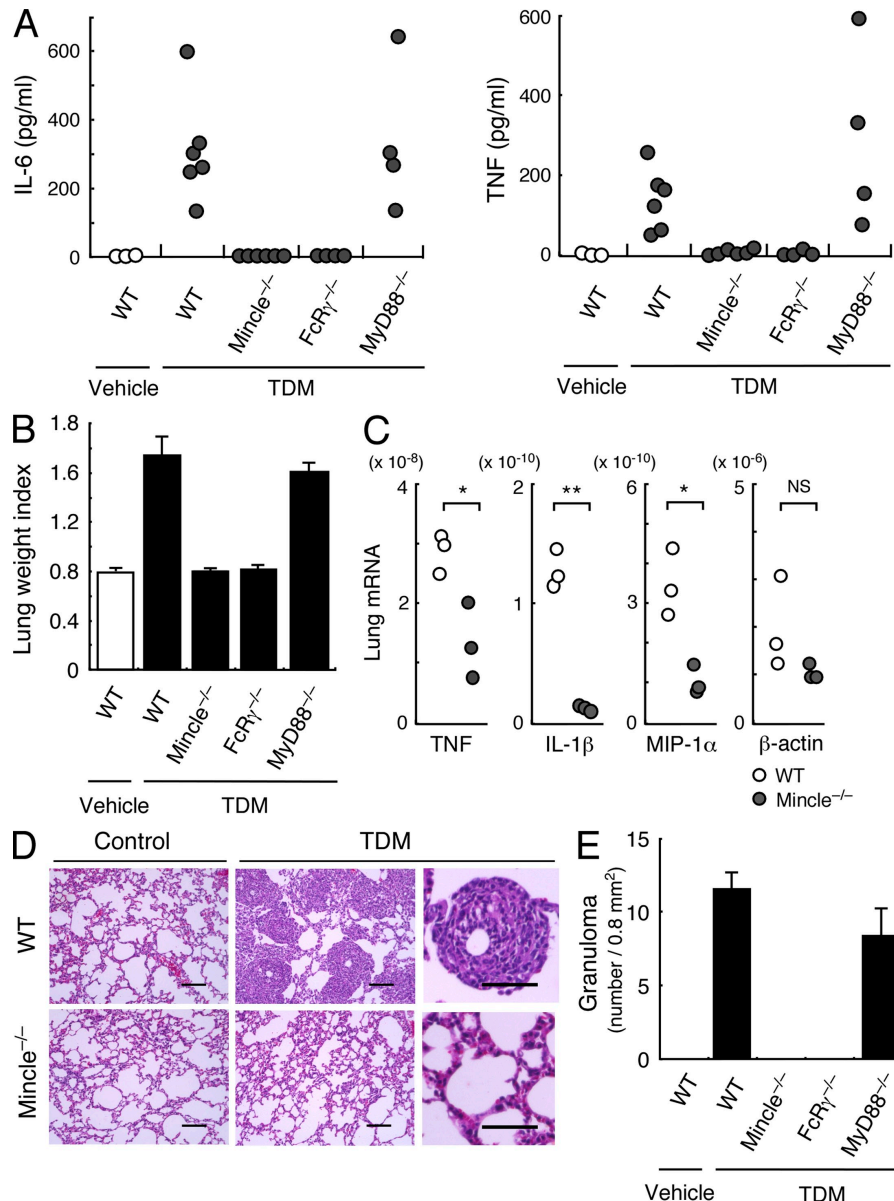 A
IL-6 (pg/ml)
600
400
200
0
WT
WT
Mincle–/–
FcRγ–/–
MyD88–/–
Vehicle
TDM
TNF (pg/ml)
600
400
200
0
WT
WT
Mincle–/–
FcRγ–/–
MyD88–/–
Vehicle
TDM
B
Lung weight index
1.8
1.6
1.2
0.8
0.4
0
WT
WT
Mincle–/–
FcRγ–/–
MyD88–/–
Vehicle
TDM
C
Lung mRNA
(x 10-8)
4
2
0
*
TNF
(x 10-10)
2
1
0
**
IL-1β
(x 10-10)
6
3
0
*
MIP-1α
(x 10-6)
5
0
NS
β-actin
WT
Mincle–/–
D
Control
TDM
WT
Mincle–/–
E
Granuloma
(number / 0.8 mm2)
15
10
5
0
WT
WT
Mincle–/–
FcRγ–/–
MyD88–/–
Vehicle
TDM